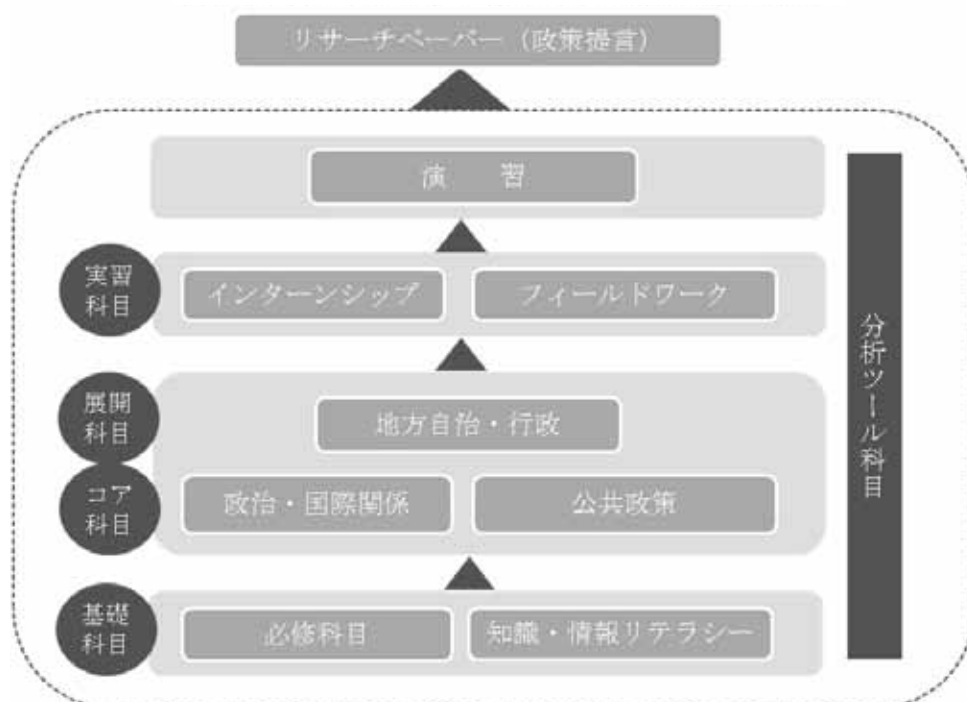 リサーチペーパー（政策提言）
演　習
実習
科目
インターンシップ
フィールドワーク
展開
科目
地方自治・行政
コア
科目
政治・国際関係
公共政策
基礎
科目
必修科目
知識・情報リテラシー
分析ツール科目